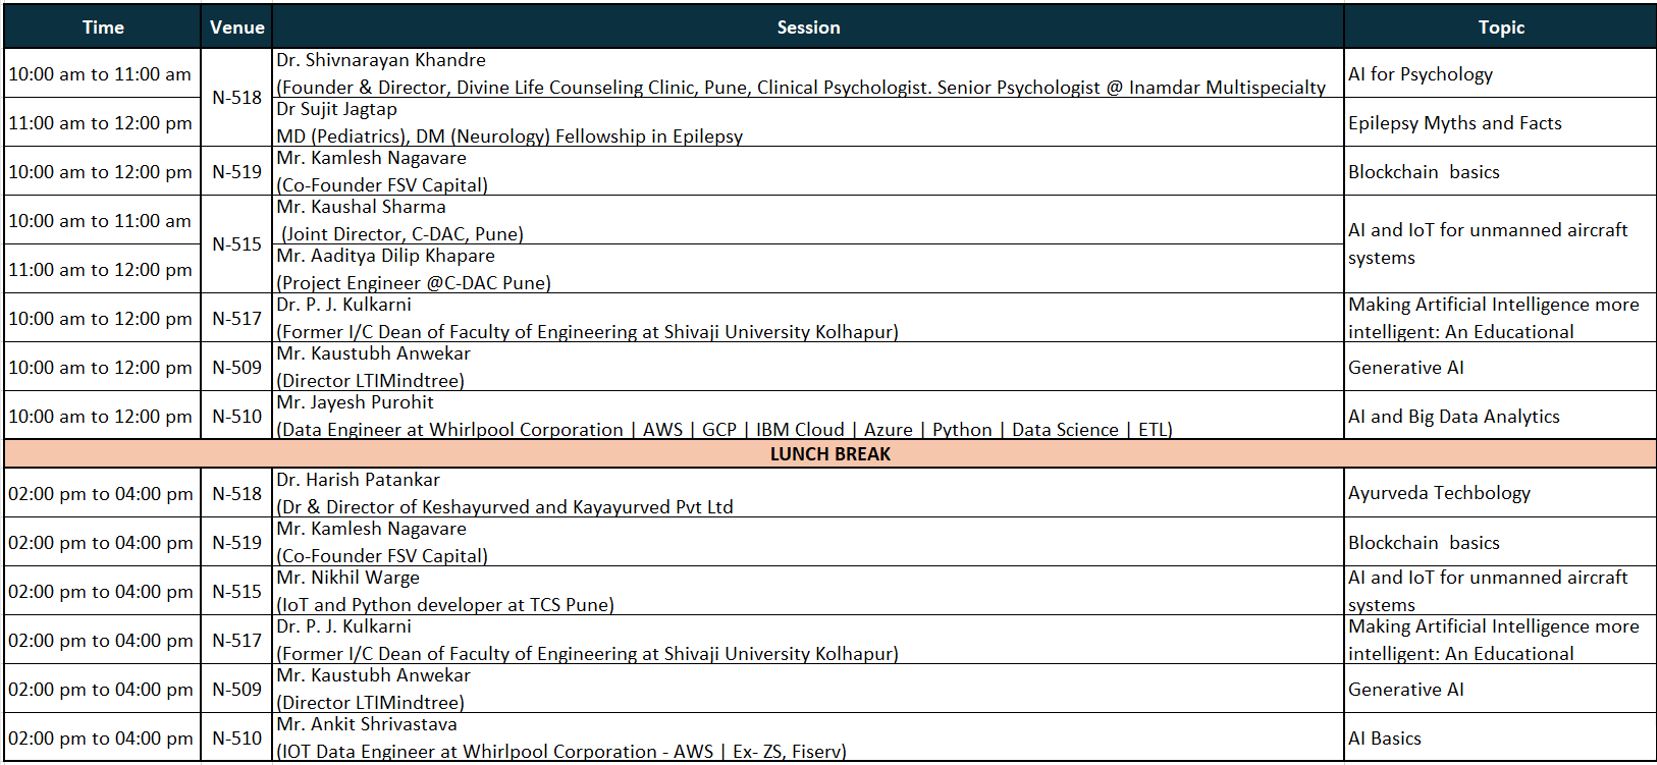 Time Venue Session Topic
10:00 am to 11:00 am N-518 Dr. Shivnarayan Khandre AI for Psychology
(Founder & Director, Divine Life Counseling Clinic, Pune, Clinical Psychologist. Senior Psychologist @ Inamdar Multispecialty
11:00 am to 12:00 pm Dr Sujit Jagtap Epilepsy Myths and Facts
MD (Pediatrics), DM (Neurology) Fellowship in Epilepsy
10:00 am to 12:00 pm N-519 Mr. Kamlesh Nagavare Blockchain basics
(Co-Founder FSV Capital)
10:00 am to 11:00 am N-515 Mr. Kaushal Sharma AI and IoT for unmanned aircraft
(Joint Director, C-DAC, Pune) systems
11:00 am to 12:00 pm Mr. Aaditya Dilip Khapare
(Project Engineer @C-DAC Pune)
10:00 am to 12:00 pm N-517 Dr. P. J. Kulkarni Making Artificial Intelligence more
(Former I/C Dean of Faculty of Engineering at Shivaji University Kolhapur) intelligent: An Educational
10:00 am to 12:00 pm N-509 Mr. Kaustubh Anwekar Generative AI
(Director LTIMindtree)
10:00 am to 12:00 pm N-510 Mr. Jayesh Purohit AI and Big Data Analytics
(Data Engineer at Whirlpool Corporation | AWS | GCP | IBM Cloud | Azure | Python | Data Science | ETL)
LUNCH BREAK
02:00 pm to 04:00 pm N-518 Dr. Harish Patankar Ayurveda Techbology
(Dr & Director of Keshayurved and Kayayurved Pvt Ltd
02:00 pm to 04:00 pm N-519 Mr. Kamlesh Nagavare Blockchain basics
(Co-Founder FSV Capital)
02:00 pm to 04:00 pm N-515 Mr. Nikhil Warge AI and IoT for unmanned aircraft
(IoT and Python developer at TCS Pune) systems
02:00 pm to 04:00 pm N-517 Dr. P. J. Kulkarni Making Artificial Intelligence more
(Former I/C Dean of Faculty of Engineering at Shivaji University Kolhapur) intelligent: An Educational
02:00 pm to 04:00 pm N-509 Mr. Kaustubh Anwekar Generative AI
(Director LTIMindtree)
02:00 pm to 04:00 pm N-510 Mr. Ankit Shrivastava AI Basics
(IOT Data Engineer at Whirlpool Corporation - AWS | Ex- ZS, Fiserv)